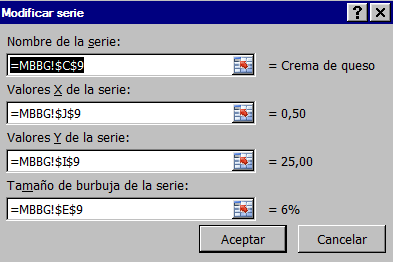 Modificar serie
Nombre de la serie:
=MBBG!$C$9 = Crema de queso
Valores X de la serie:
=MBBG!$J$9 = 0,50
Valores Y de la serie:
=MBBG!$I$9 = 25,00
Tamaño de burbuja de la serie:
=MBBG!$E$9 = 6%
Aceptar Cancelar